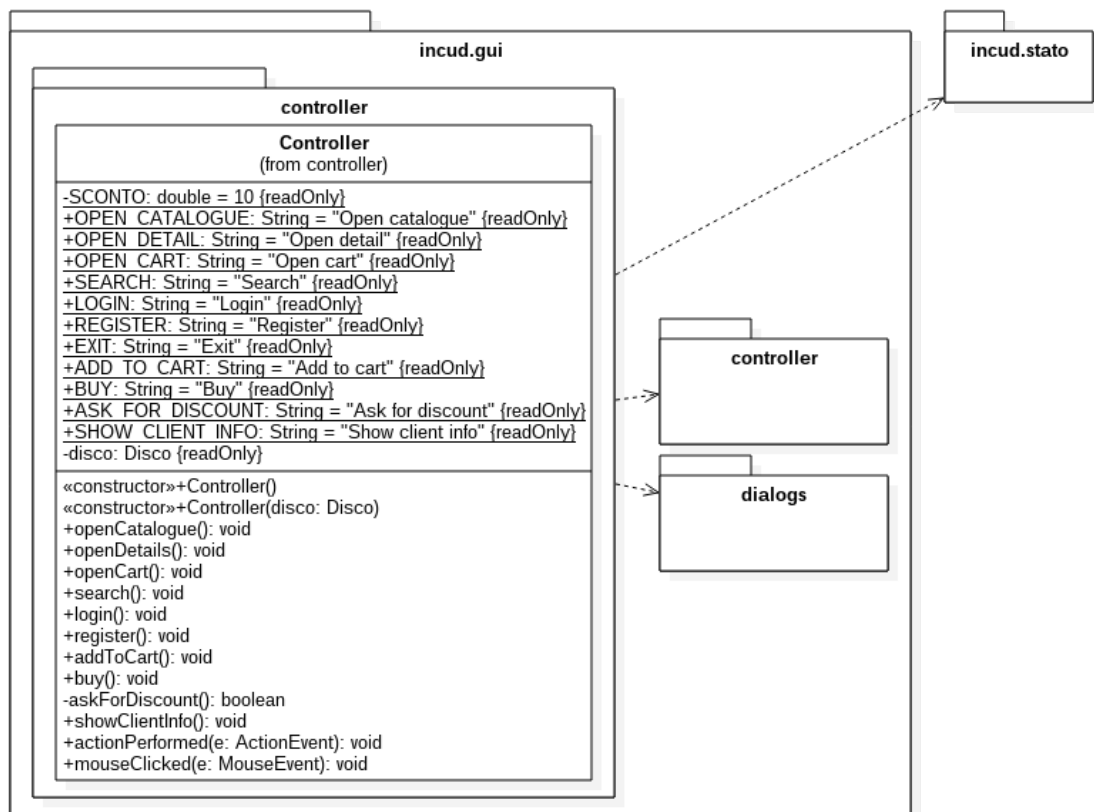 incud.gui
incud.stato
controller
Controller
(from controller)
-SCONTO: double = 10 {readOnly}
+OPEN_CATALOGUE: String = "Open catalogue" {readOnly}
+OPEN_DETAIL: String = "Open detail" {readOnly}
+OPEN_CART: String = "Open cart" {readOnly}
+SEARCH: String = "Search" {readOnly}
+LOGIN: String = "Login" {readOnly}
+REGISTER: String = "Register" {readOnly}
+EXIT: String = "Exit" {readOnly}
+ADD_TO_CART: String = "Add to cart" {readOnly}
+BUY: String = "Buy" {readOnly}
+ASK_FOR_DISCOUNT: String = "Ask for discount" {readOnly}
+SHOW_CLIENT_INFO: String = "Show client info" {readOnly}
-disco: Disco {readOnly}
«constructor»+Controller()
«constructor»+Controller(disco: Disco)
+openCatalogue(): void
+openDetails(): void
+openCart(): void
+search(): void
+login(): void
+register(): void
+addToCart(): void
+buy(): void
-askForDiscount(): boolean
+showClientInfo(): void
+actionPerformed(e: ActionEvent): void
+mouseClicked(e: MouseEvent): void
controller
dialogs